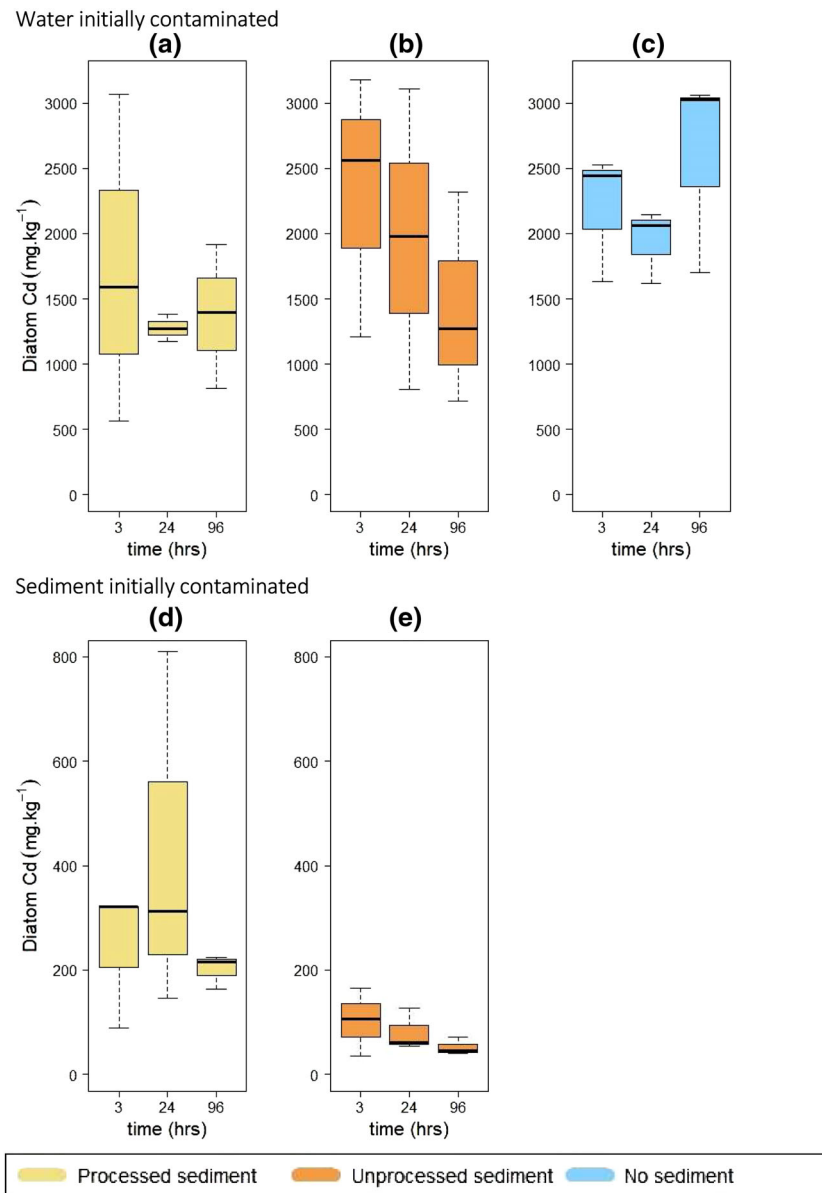 Water initially contaminated
(a) (b) (c)
Diatom Cd (mg.kg⁻¹)
3000 3000 3000
2500 2500 2500
2000 2000 2000
1500 1500 1500
1000 1000 1000
500 500 500
0 0 0
3 24 96 3 24 96 3 24 96
time (hrs) time (hrs) time (hrs)
Sediment initially contaminated
(d) (e)
Diatom Cd (mg.kg⁻¹)
800 800
600 600
400 400
200 200
0 0
3 24 96 3 24 96
time (hrs) time (hrs)
Processed sediment Unprocessed sediment No sediment